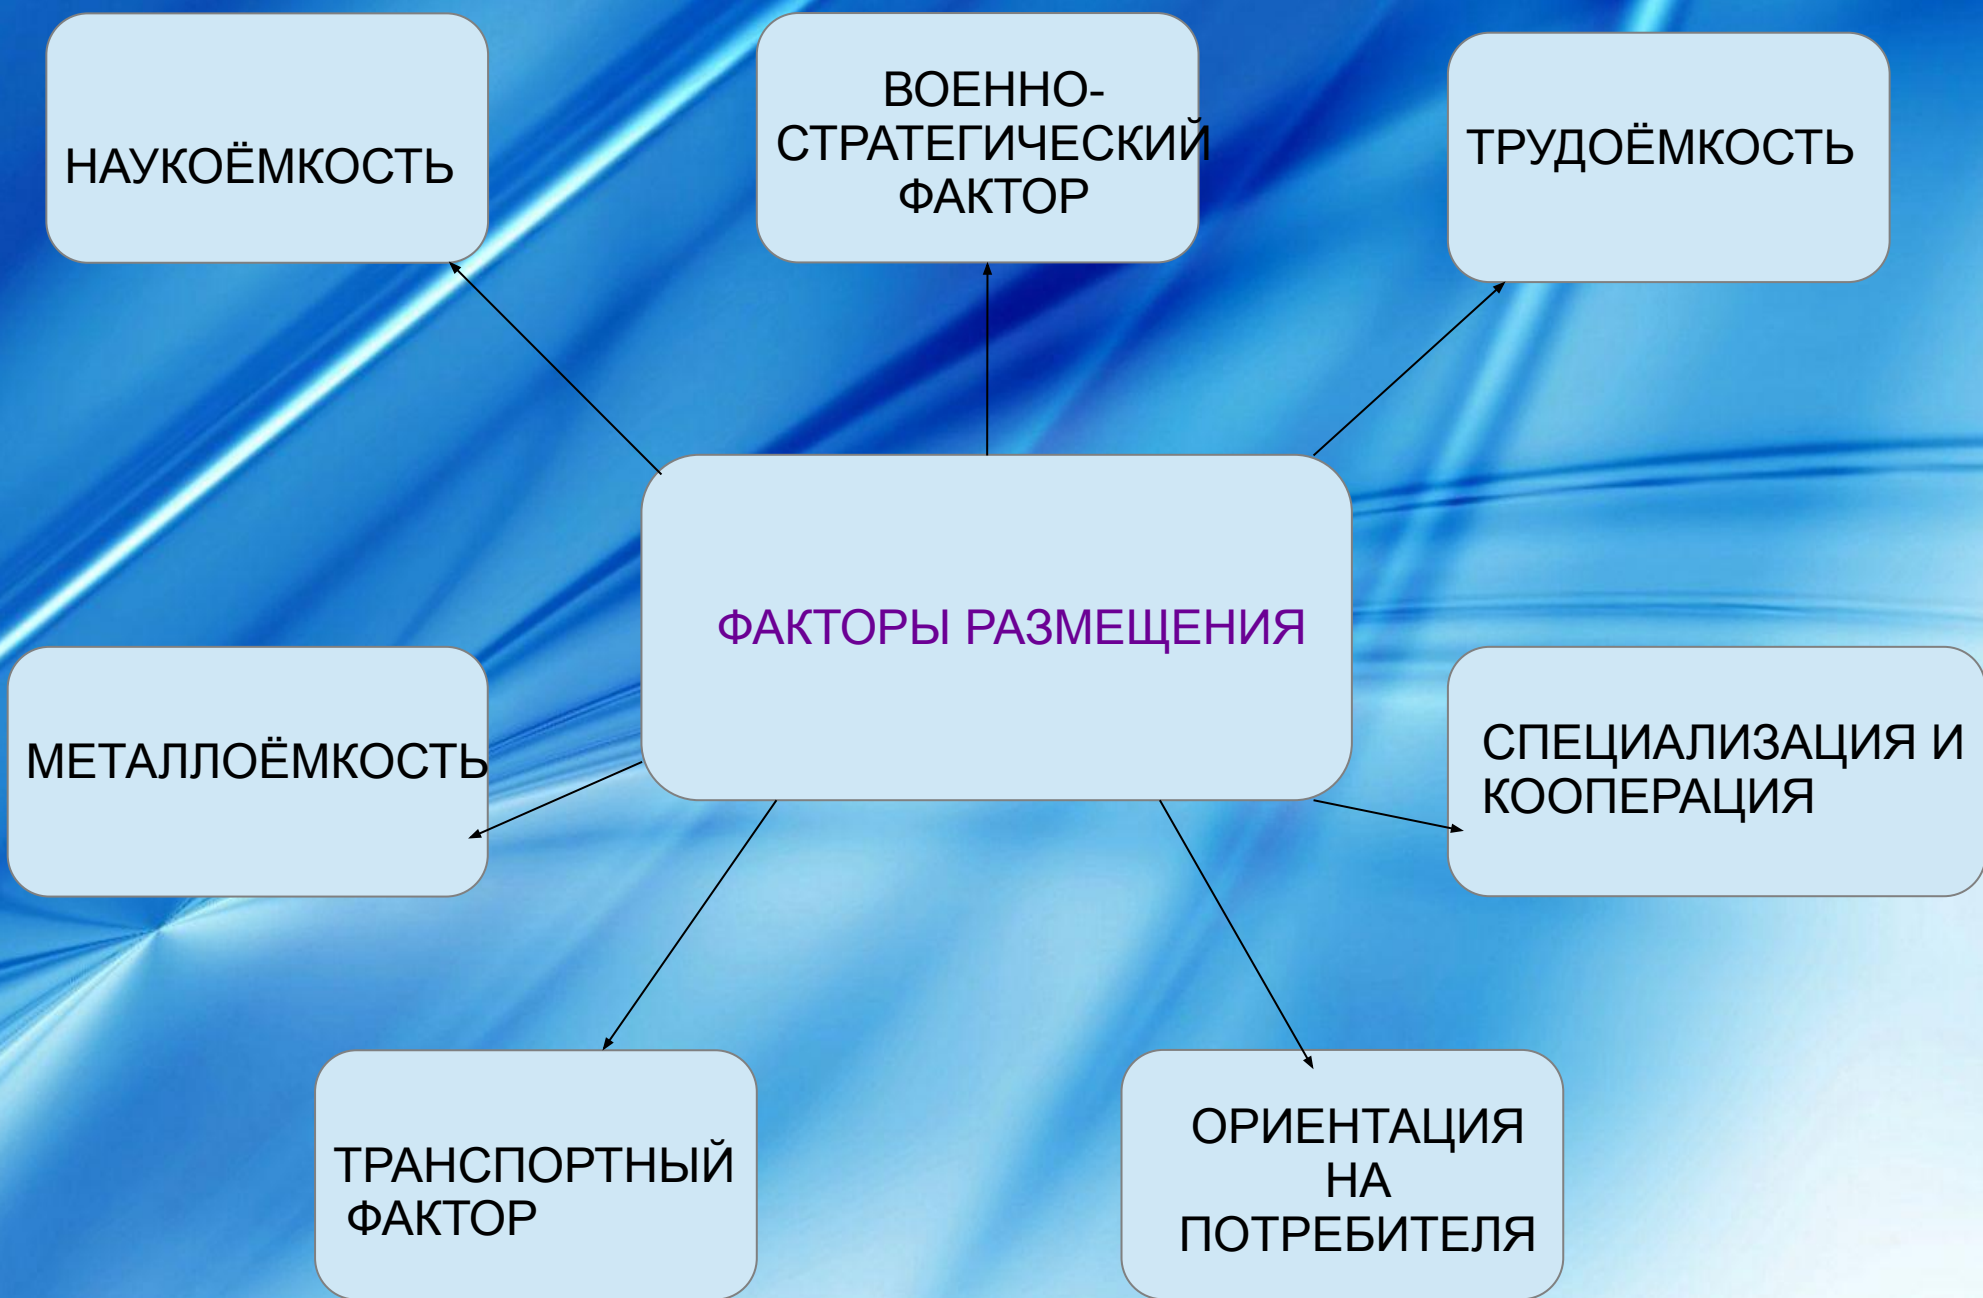 НАУКОЁМКОСТЬ
ВОЕННО-
СТРАТЕГИЧЕСКИЙ
ФАКТОР
ТРУДОЁМКОСТЬ
ФАКТОРЫ РАЗМЕЩЕНИЯ
МЕТАЛЛОЁМКОСТЬ
СПЕЦИАЛИЗАЦИЯ И
КООПЕРАЦИЯ
ТРАНСПОРТНЫЙ
ФАКТОР
ОРИЕНТАЦИЯ
НА
ПОТРЕБИТЕЛЯ